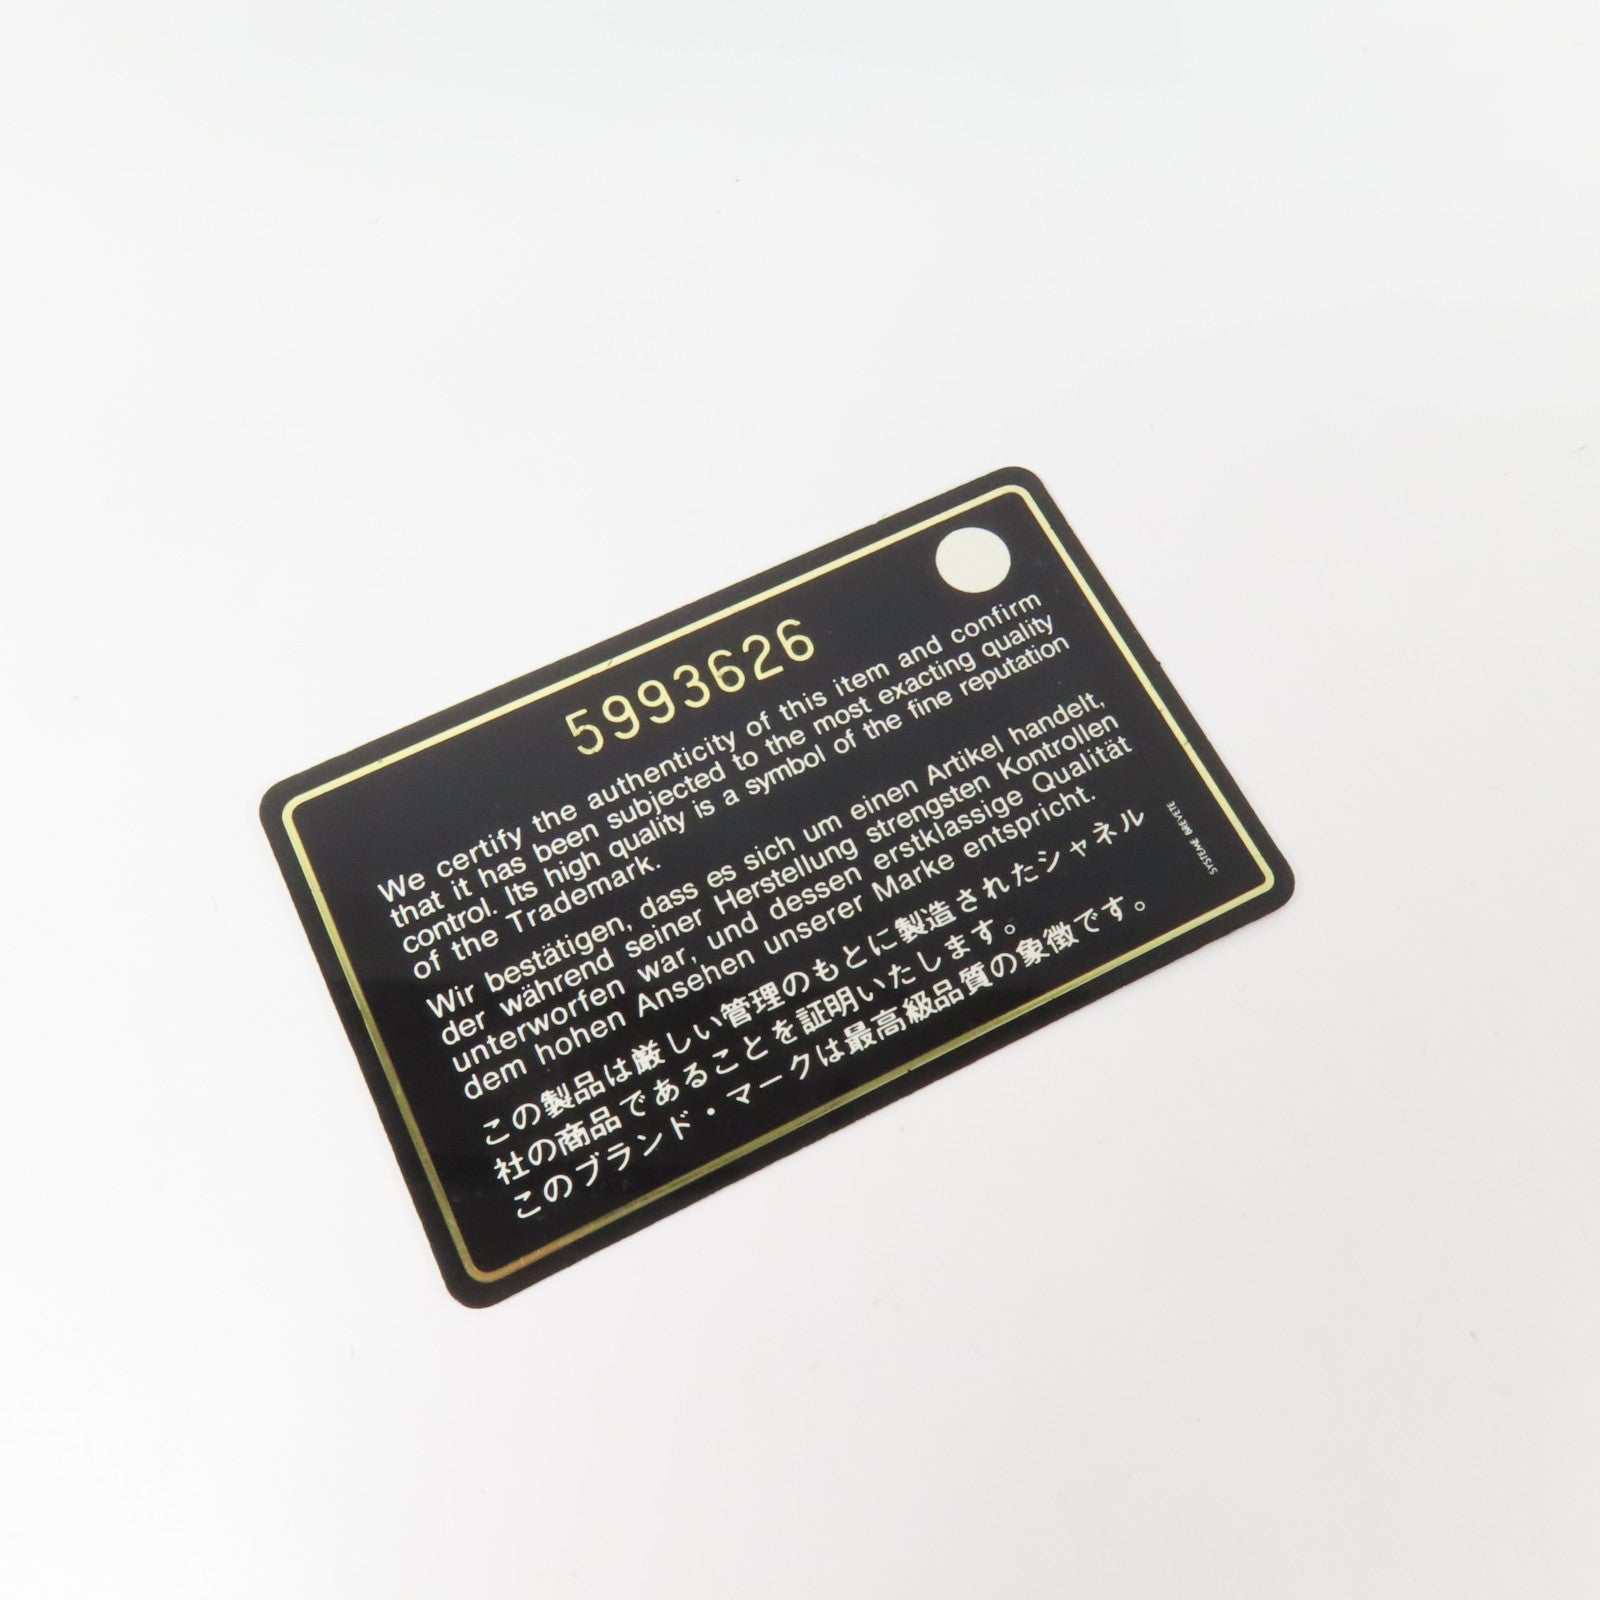 5993626
We certify the authenticity of this item and confirm
that it has been subjected to the most exacting quality
control. Its high quality is a symbol of the fine reputation
of the Trademark.
Wir bestätigen, dass es sich um einen Artikel handelt,
der während seiner Herstellung strengsten Kontrollen
unterworfen war, und dessen erstklassige Qualität
dem hohen Ansehen unserer Marke entspricht.
この製品は厳しい管理のもとに製造されたシャネル
社の商品であることを証明いたします。
このブランド・マークは最高級品質の象徴です。
SYSTEME BREVETE